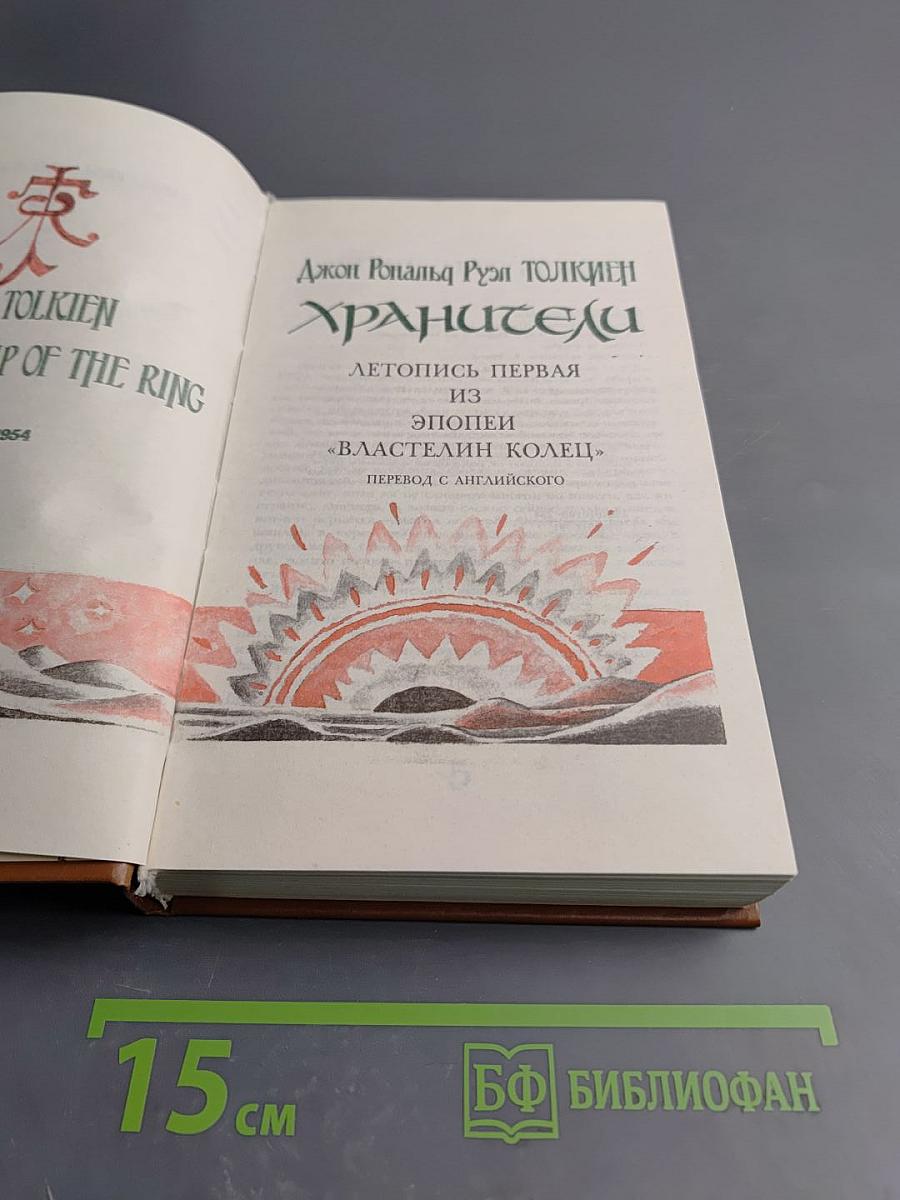 TOLKIEN
OF THE RING
1954
Джон Рональд Руэл ТОЛКИЕН
ХРАНИТЕЛИ
ЛЕТОПИСЬ ПЕРВАЯ
ИЗ
ЭПОПЕИ
«ВЛАСТЕЛИН КОЛЕЦ»
ПЕРЕВОД С АНГЛИЙСКОГО
15 см
БФ БИБЛИОФАН